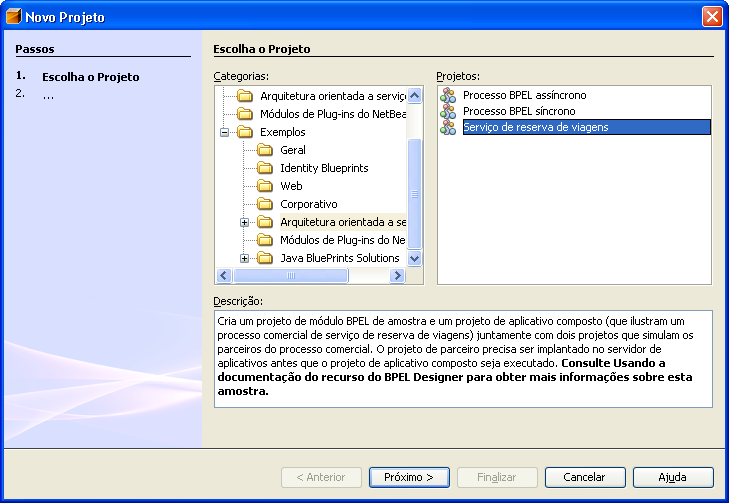 Novo Projeto
Passos
1. Escolha o Projeto
2. ...
Escolha o Projeto
Categorias:
Arquitetura orientada a serviç
Módulos de Plug-ins do NetBea
Exemplos
Geral
Identity Blueprints
Web
Corporativo
Arquitetura orientada a se
Módulos de Plug-ins do Ne
Java BluePrints Solutions
Projetos:
Processo BPEL assíncrono
Processo BPEL síncrono
Serviço de reserva de viagens
Descrição:
Cria um projeto de módulo BPEL de amostra e um projeto de aplicativo composto (que ilustram um
processo comercial de serviço de reserva de viagens) juntamente com dois projetos que simulam os
parceiros do processo comercial. O projeto de parceiro precisa ser implantado no servidor de
aplicativos antes que o projeto de aplicativo composto seja executado. Consulte Usando a
documentação do recurso do BPEL Designer para obter mais informações sobre esta
amostra.
< Anterior
Próximo >
Finalizar
Cancelar
Ajuda